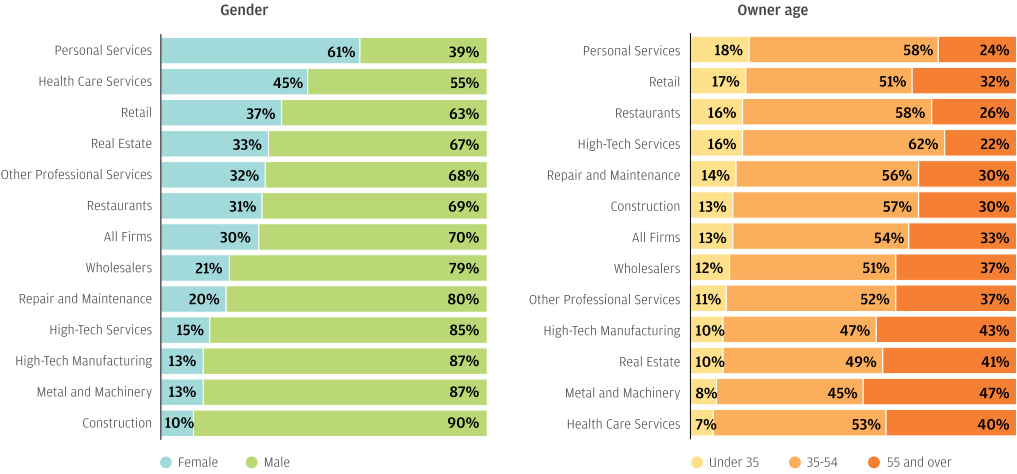 Gender
Personal Services 61% 39%
Health Care Services 45% 55%
Retail 37% 63%
Real Estate 33% 67%
Other Professional Services 32% 68%
Restaurants 31% 69%
All Firms 30% 70%
Wholesalers 21% 79%
Repair and Maintenance 20% 80%
High-Tech Services 15% 85%
High-Tech Manufacturing 13% 87%
Metal and Machinery 13% 87%
Construction 10% 90%
Female Male
Owner age
Personal Services 18% 58% 24%
Retail 17% 51% 32%
Restaurants 16% 58% 26%
High-Tech Services 16% 62% 22%
Repair and Maintenance 14% 56% 30%
Construction 13% 57% 30%
All Firms 13% 54% 33%
Wholesalers 12% 51% 37%
Other Professional Services 11% 52% 37%
High-Tech Manufacturing 10% 47% 43%
Real Estate 10% 49% 41%
Metal and Machinery 8% 45% 47%
Health Care Services 7% 53% 40%
Under 35 35-54 55 and over